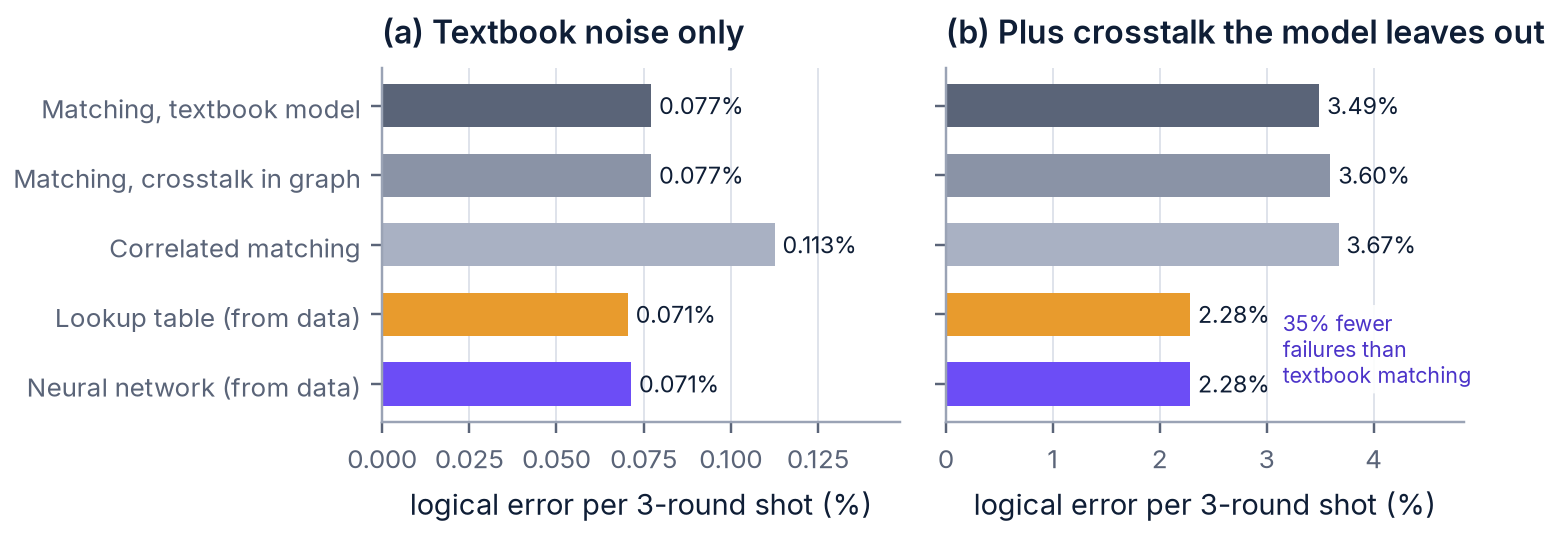 (a) Textbook noise only
Matching, textbook model
0.077%
Matching, crosstalk in graph
0.077%
Correlated matching
0.113%
Lookup table (from data)
0.071%
Neural network (from data)
0.071%
0.000 0.025 0.050 0.075 0.100 0.125
logical error per 3-round shot (%)
(b) Plus crosstalk the model leaves out
3.49%
3.60%
3.67%
2.28%
2.28%
35% fewer
failures than
textbook matching
0 1 2 3 4
logical error per 3-round shot (%)